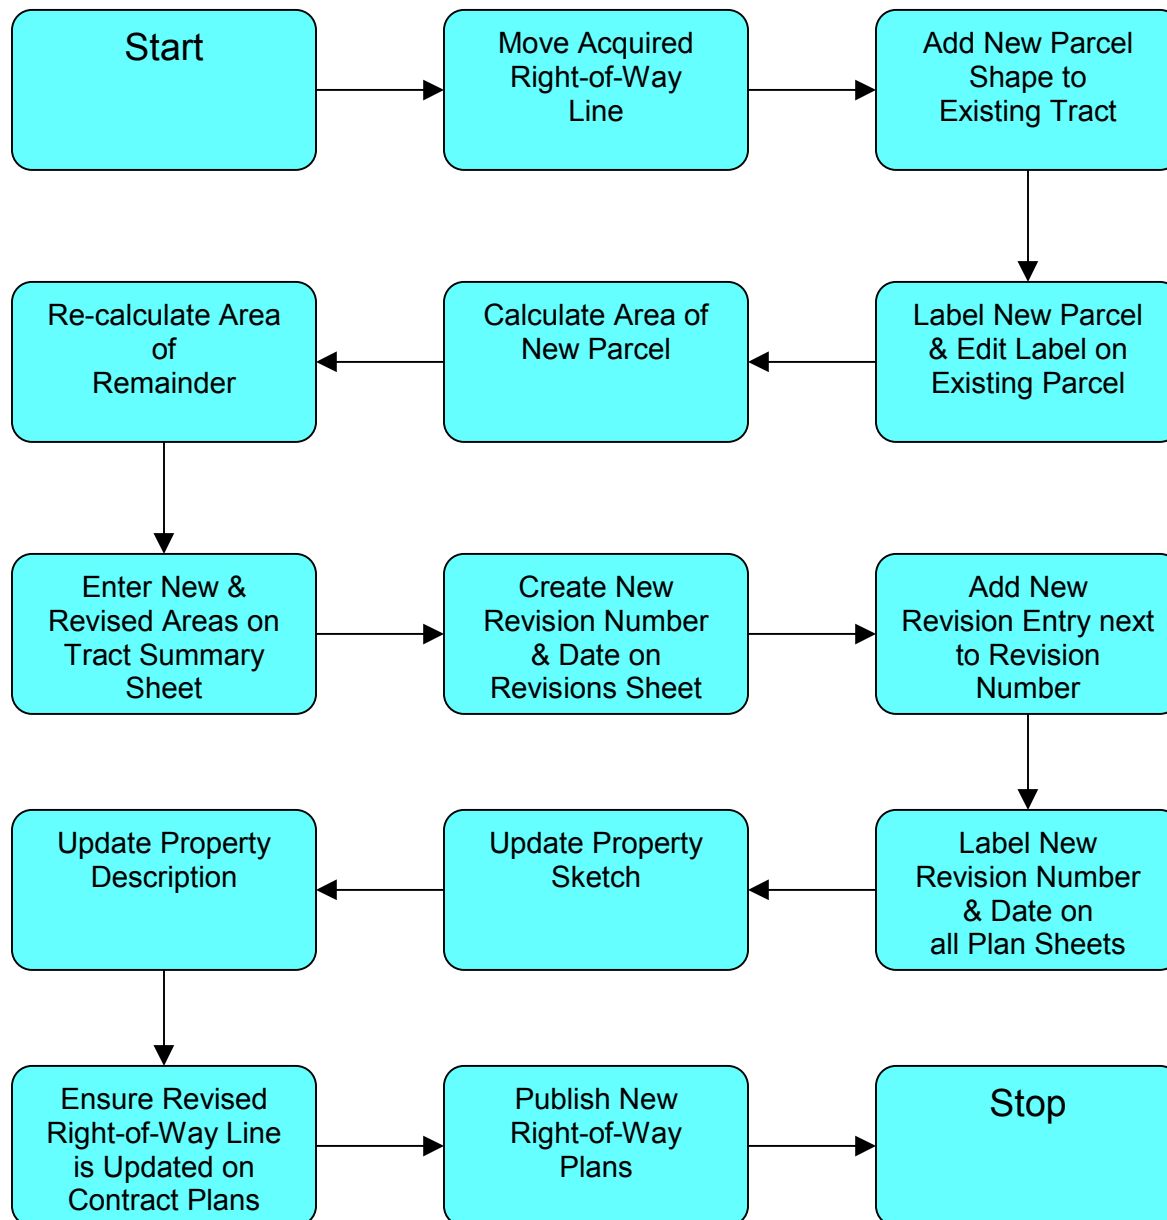 Start
Move Acquired
Right-of-Way
Line
Add New Parcel
Shape to
Existing Tract
Label New Parcel
& Edit Label on
Existing Parcel
Calculate Area of
New Parcel
Re-calculate Area
of
Remainder
Enter New &
Revised Areas on
Tract Summary
Sheet
Create New
Revision Number
& Date on
Revisions Sheet
Add New
Revision Entry next
to Revision
Number
Label New
Revision Number
& Date on
all Plan Sheets
Update Property
Sketch
Update Property
Description
Ensure Revised
Right-of-Way Line
is Updated on
Contract Plans
Publish New
Right-of-Way
Plans
Stop